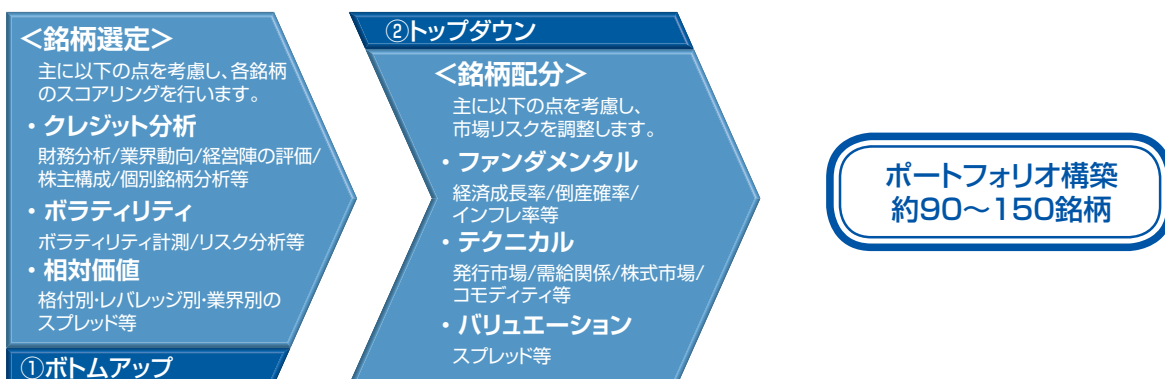 ＜銘柄選定＞
主に以下の点を考慮し、各銘柄
のスコアリングを行います。
・クレジット分析
財務分析/業界動向/経営陣の評価/
株主構成/個別銘柄分析等
・ボラティリティ
ボラティリティ計測/リスク分析等
・相対価値
格付別・レバレッジ別・業界別の
スプレッド等
①ボトムアップ
②トップダウン
＜銘柄配分＞
主に以下の点を考慮し、
市場リスクを調整します。
・ファンダメンタル
経済成長率/倒産確率/
インフレ率等
・テクニカル
発行市場/需給関係/株式市場/
コモディティ等
・バリュエーション
スプレッド等
ポートフォリオ構築
約90～150銘柄